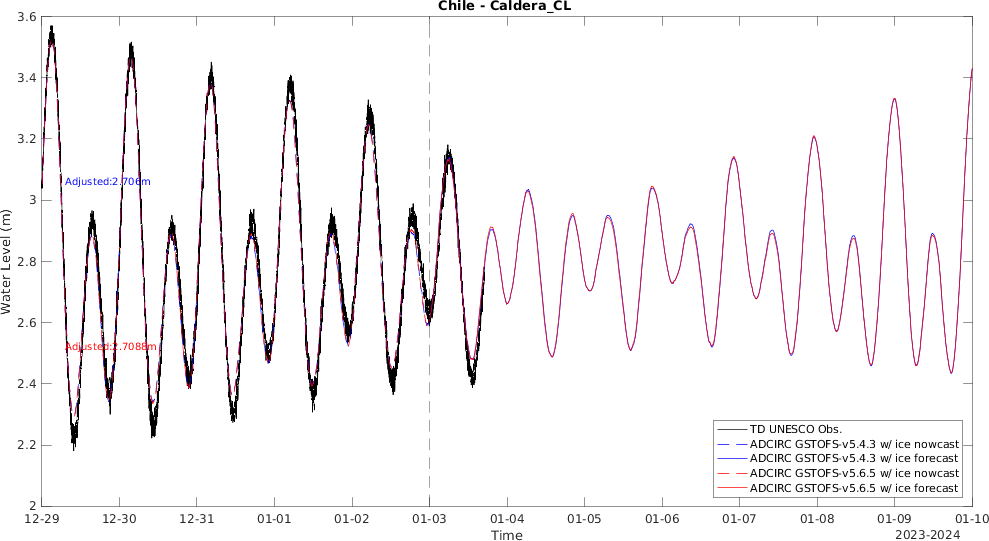 Chile - Caldera_CL
3.6
3.4
3.2
3
2.8
2.6
2.4
2.2
2
Water Level (m)
Adjusted:2.706m
Adjusted:2.7088m
TD UNESCO Obs.
ADCIRC GSTOFS-v5.4.3 w/ ice nowcast
ADCIRC GSTOFS-v5.4.3 w/ ice forecast
ADCIRC GSTOFS-v5.6.5 w/ ice nowcast
ADCIRC GSTOFS-v5.6.5 w/ ice forecast
12-29 12-30 12-31 01-01 01-02 01-03 01-04 01-05 01-06 01-07 01-08 01-09 01-10
Time
2023-2024